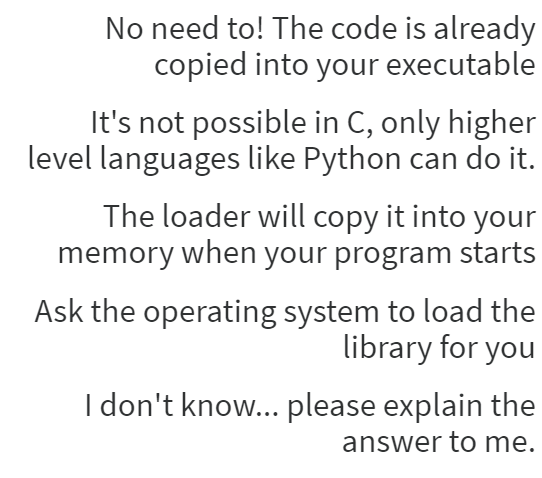 No need to! The code is already
copied into your executable
It's not possible in C, only higher
level languages like Python can do it.
The loader will copy it into your
memory when your program starts
Ask the operating system to load the
library for you
I don't know... please explain the
answer to me.